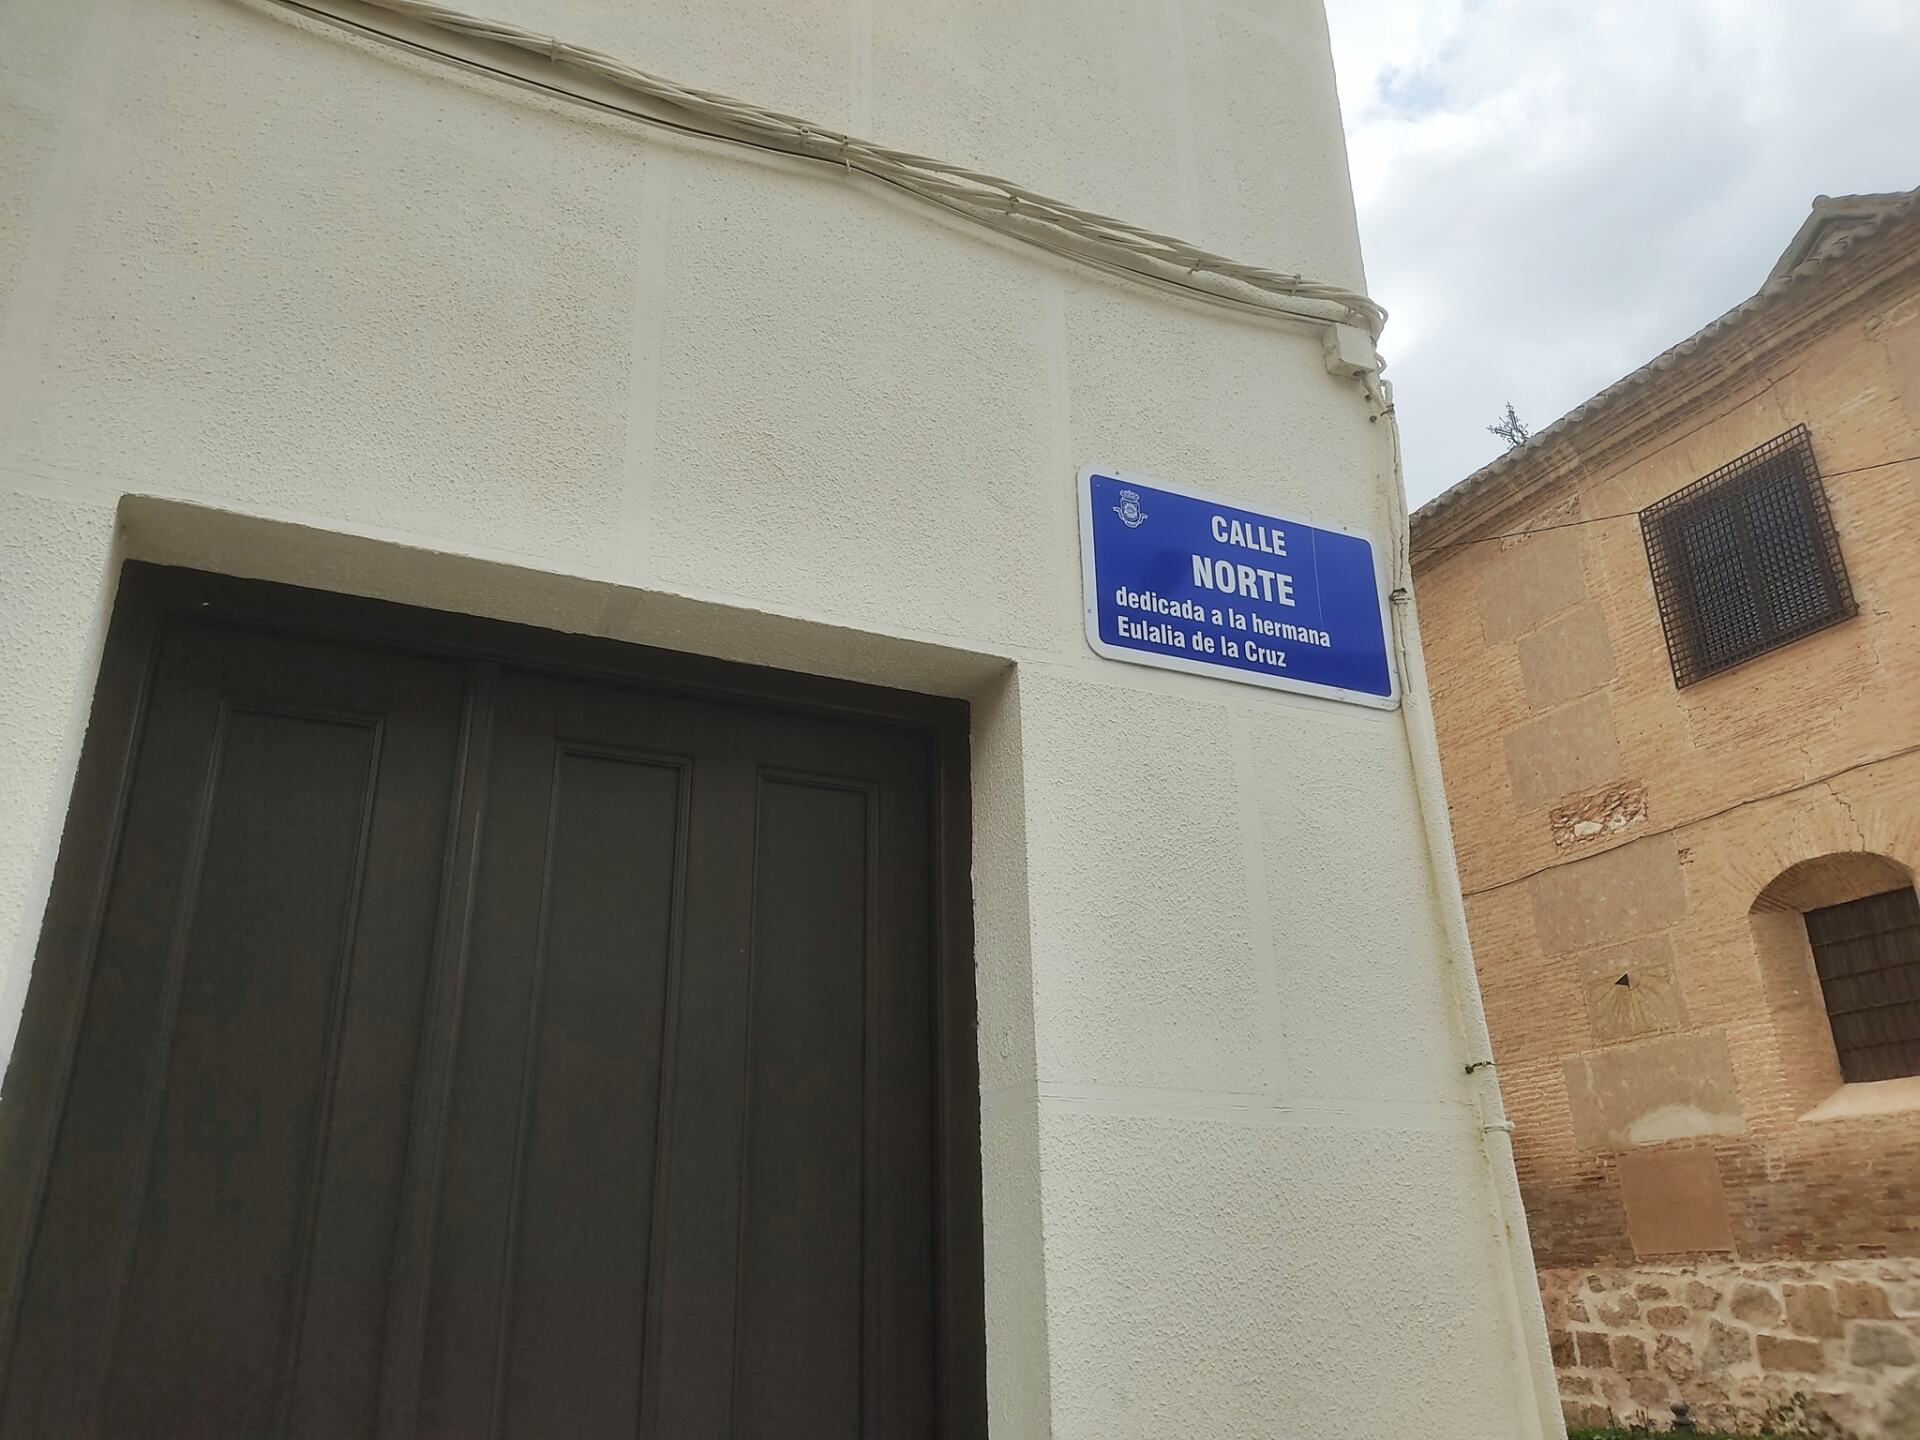 CALLE
NORTE
dedicada a la hermana
Eulalia de la Cruz